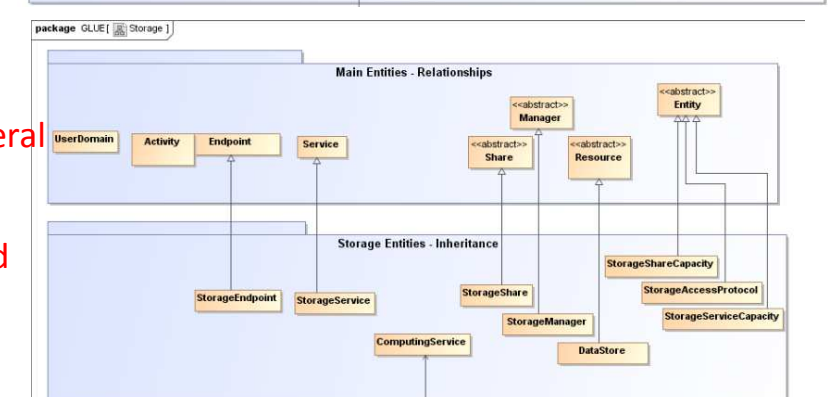 package GLUE[ Storage ]
Main Entities - Relationships
<<abstract>>
Entity
<<abstract>>
Manager
eral
UserDomain
Activity
Endpoint
Service
<<abstract>>
Share
<<abstract>>
Resource
d
Storage Entities - Inheritance
StorageShareCapacity
StorageAccessProtocol
StorageServiceCapacity
StorageEndpoint
StorageService
StorageShare
StorageManager
ComputingService
DataStore